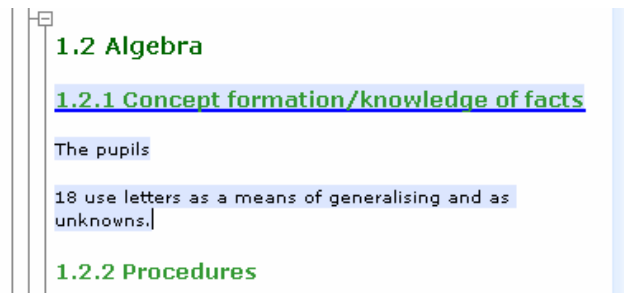 1.2 Algebra
1.2.1 Concept formation/knowledge of facts
The pupils
18 use letters as a means of generalising and as
unknowns.
1.2.2 Procedures